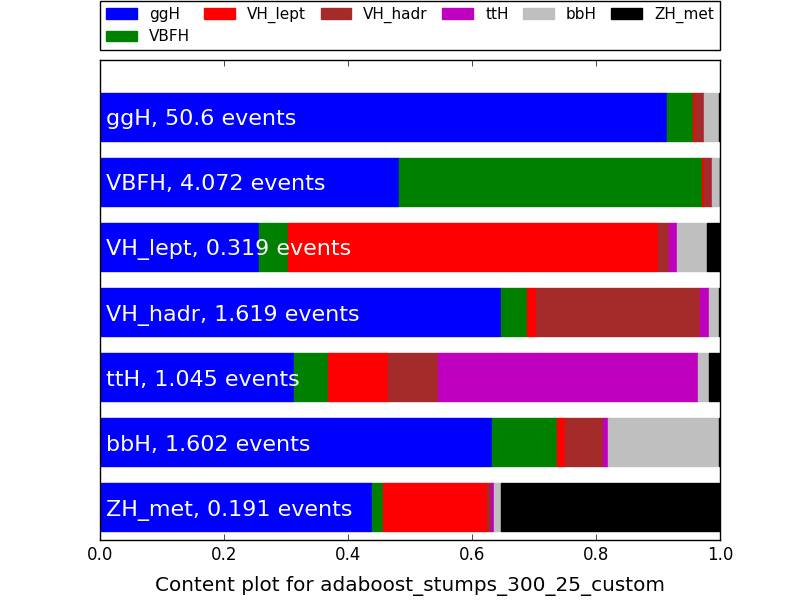 ggH VH_lept VH_hadr ttH bbH ZH_met
VBFH
ggH, 50.6 events
VBFH, 4.072 events
VH_lept, 0.319 events
VH_hadr, 1.619 events
ttH, 1.045 events
bbH, 1.602 events
ZH_met, 0.191 events
0.0 0.2 0.4 0.6 0.8 1.0
Content plot for adaboost_stumps_300_25_custom